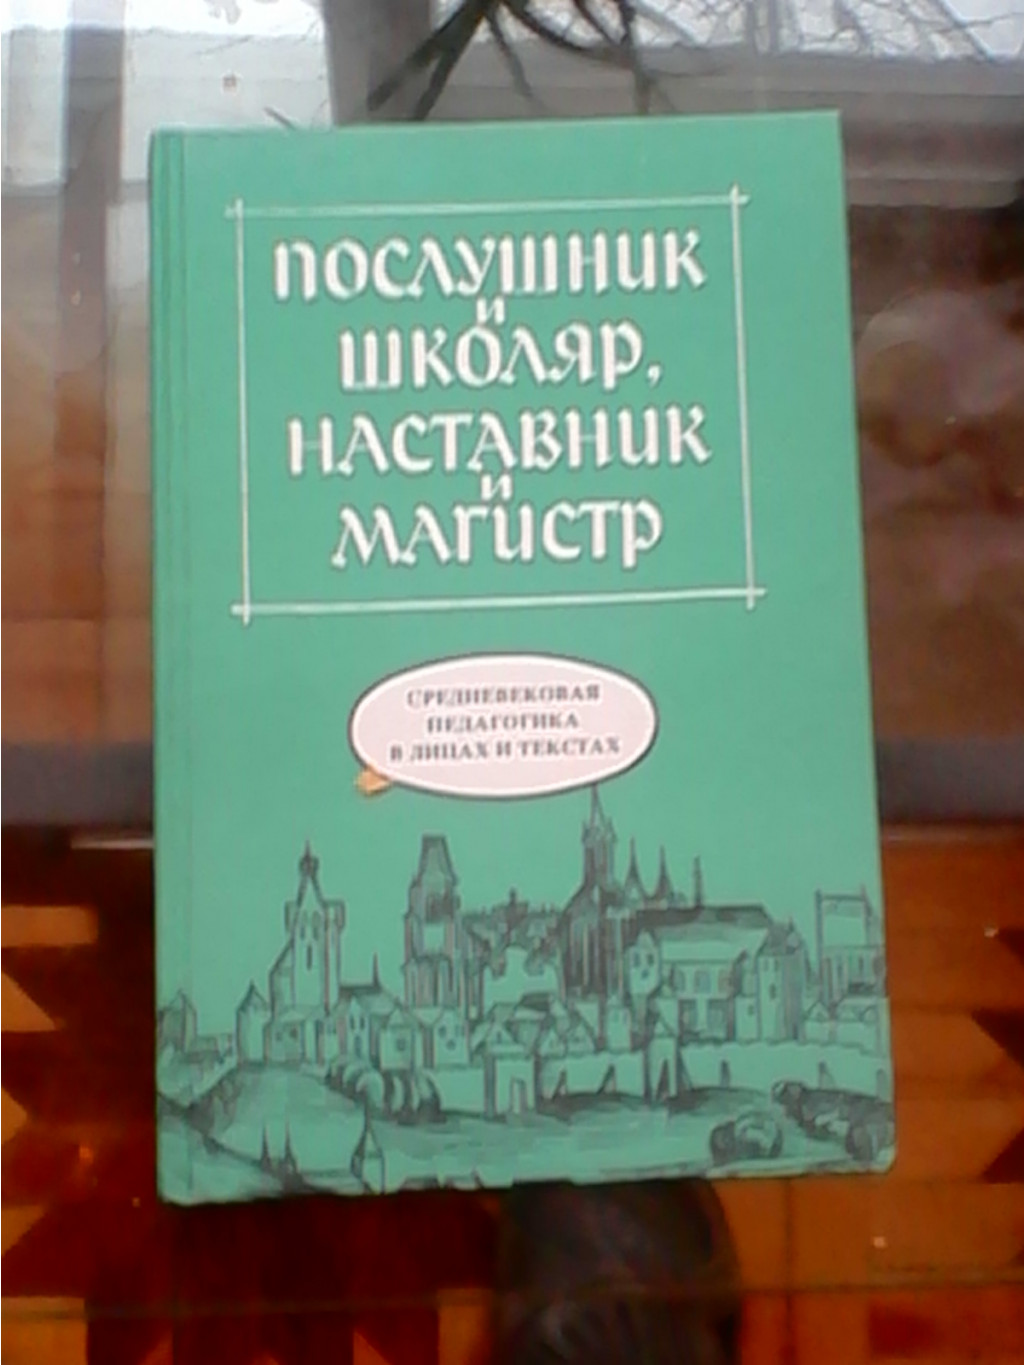 ПОСЛУШНИК
И
ШКОЛЯР,
НАСТАВНИК
И
МАГИСТР
СРЕДНЕВЕКОВАЯ
ПЕДАГОГИКА
В ЛИЦАХ И ТЕКСТАХ